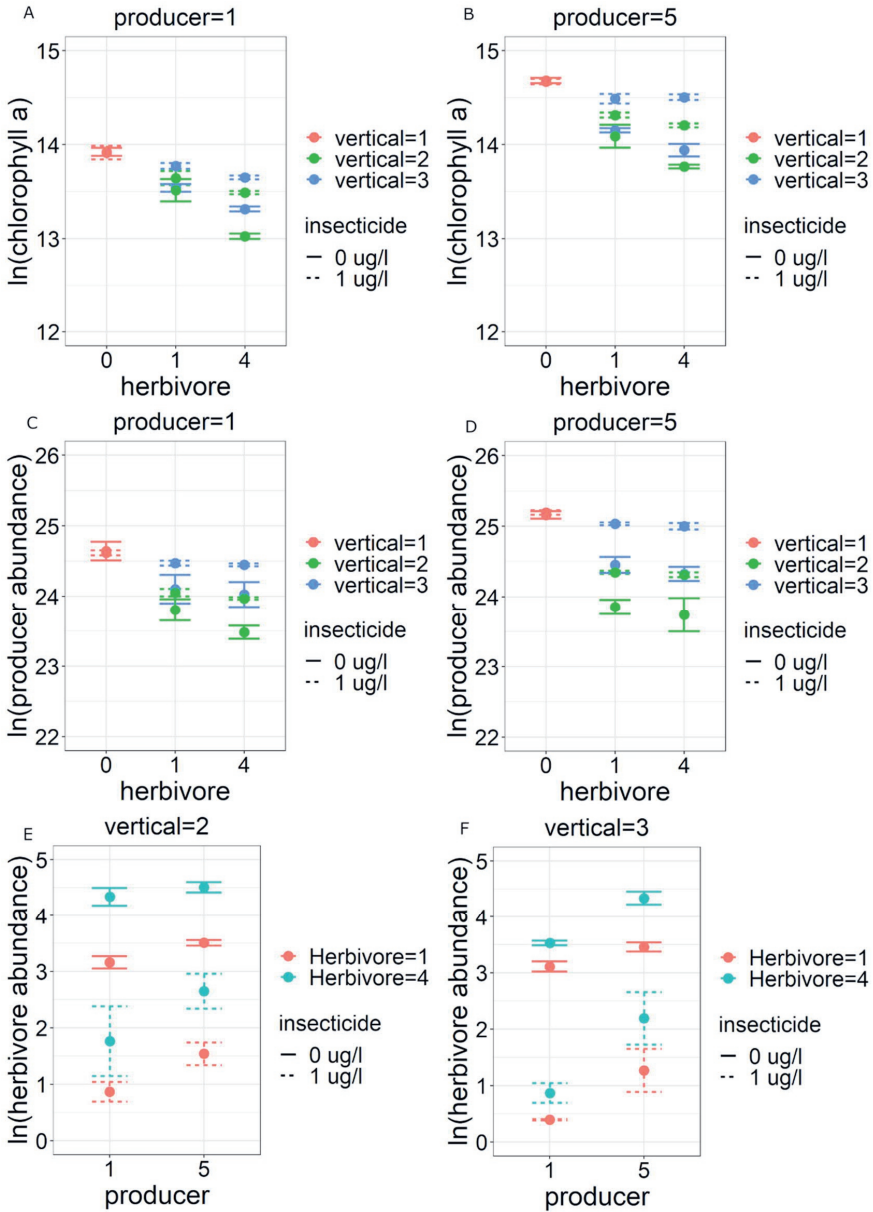 A
producer=1
ln(chlorophyll a)
15
14
13
12
0 1 4
herbivore
vertical=1
vertical=2
vertical=3
insecticide
0 ug/l
1 ug/l
B
producer=5
ln(chlorophyll a)
15
14
13
12
0 1 4
herbivore
vertical=1
vertical=2
vertical=3
insecticide
0 ug/l
1 ug/l
C
producer=1
ln(producer abundance)
26
25
24
23
22
0 1 4
herbivore
vertical=1
vertical=2
vertical=3
insecticide
0 ug/l
1 ug/l
D
producer=5
ln(producer abundance)
26
25
24
23
22
0 1 4
herbivore
vertical=1
vertical=2
vertical=3
insecticide
0 ug/l
1 ug/l
E
vertical=2
ln(herbivore abundance)
5
4
3
2
1
0
1 5
producer
Herbivore=1
Herbivore=4
insecticide
0 ug/l
1 ug/l
F
vertical=3
ln(herbivore abundance)
5
4
3
2
1
0
1 5
producer
Herbivore=1
Herbivore=4
insecticide
0 ug/l
1 ug/l